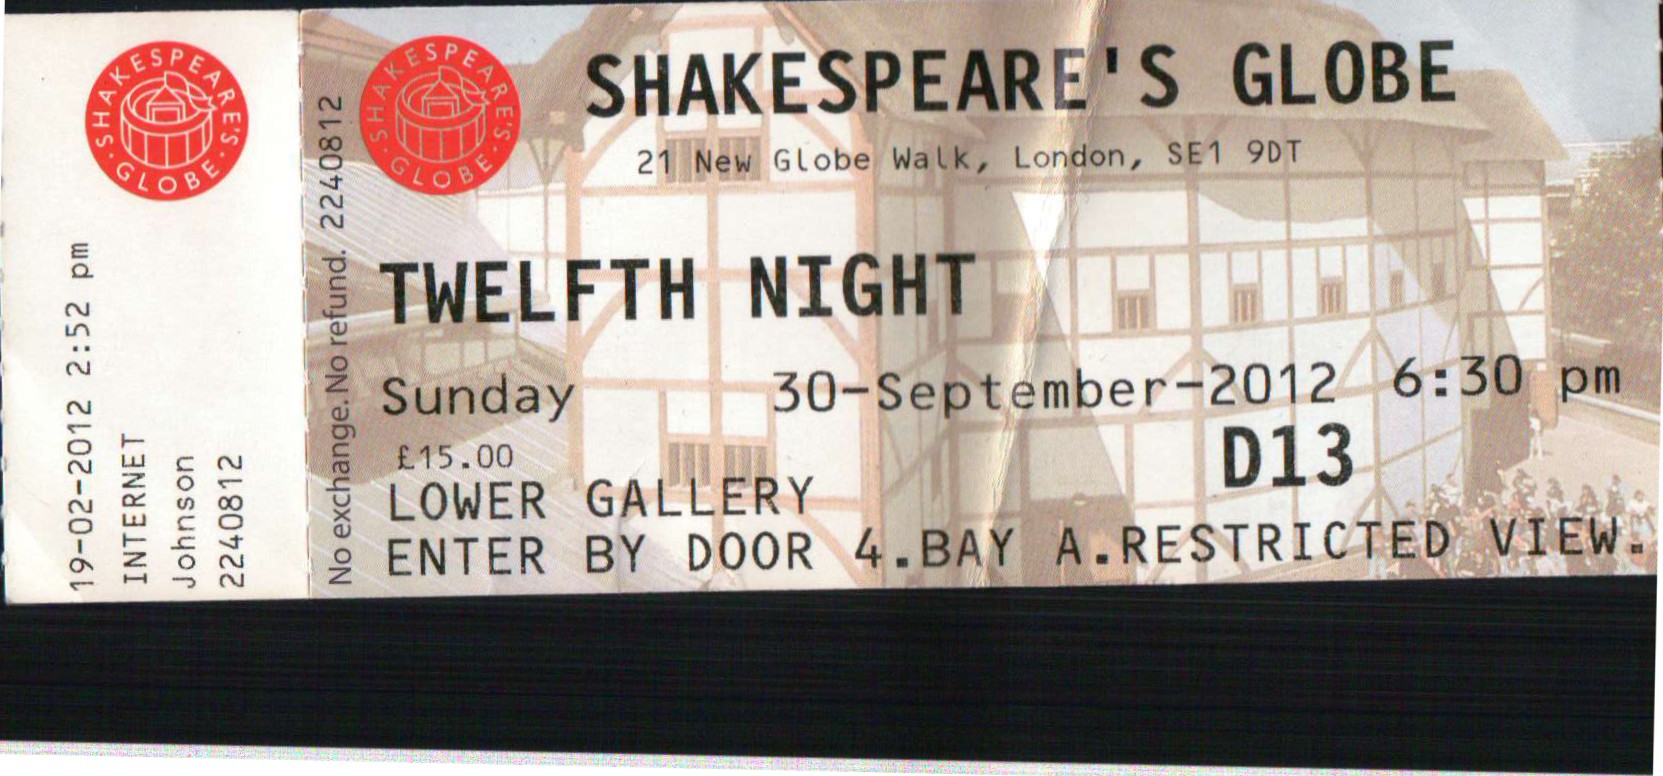 SHAKESPEARE'S · GLOBE ·
19-02-2012 2:52 pm
INTERNET
Johnson
2240812
No exchange. No refund. 2240812
SHAKESPEARE'S · GLOBE ·
SHAKESPEARE'S GLOBE
21 New Globe Walk, London, SE1 9DT
TWELFTH NIGHT
Sunday 30-September-2012 6:30 pm
£15.00
D13
LOWER GALLERY
ENTER BY DOOR 4.BAY A.RESTRICTED VIEW.